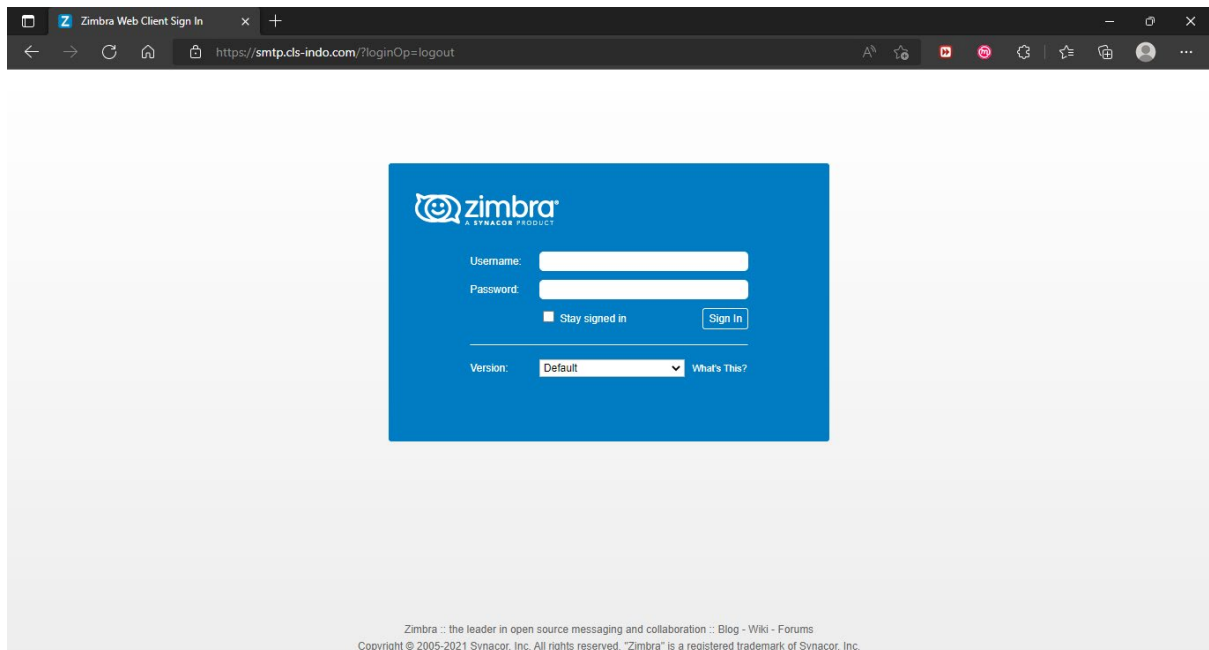 Zimbra Web Client Sign In
https://smtp.cls-indo.com/?loginOp=logout
zimbra
A SYNACOR PRODUCT
Username:
Password:
Stay signed in
Sign In
Version:
Default
What's This?
Zimbra :: the leader in open source messaging and collaboration :: Blog - Wiki - Forums
Copyright © 2005-2021 Synacor, Inc. All rights reserved. "Zimbra" is a registered trademark of Synacor, Inc.